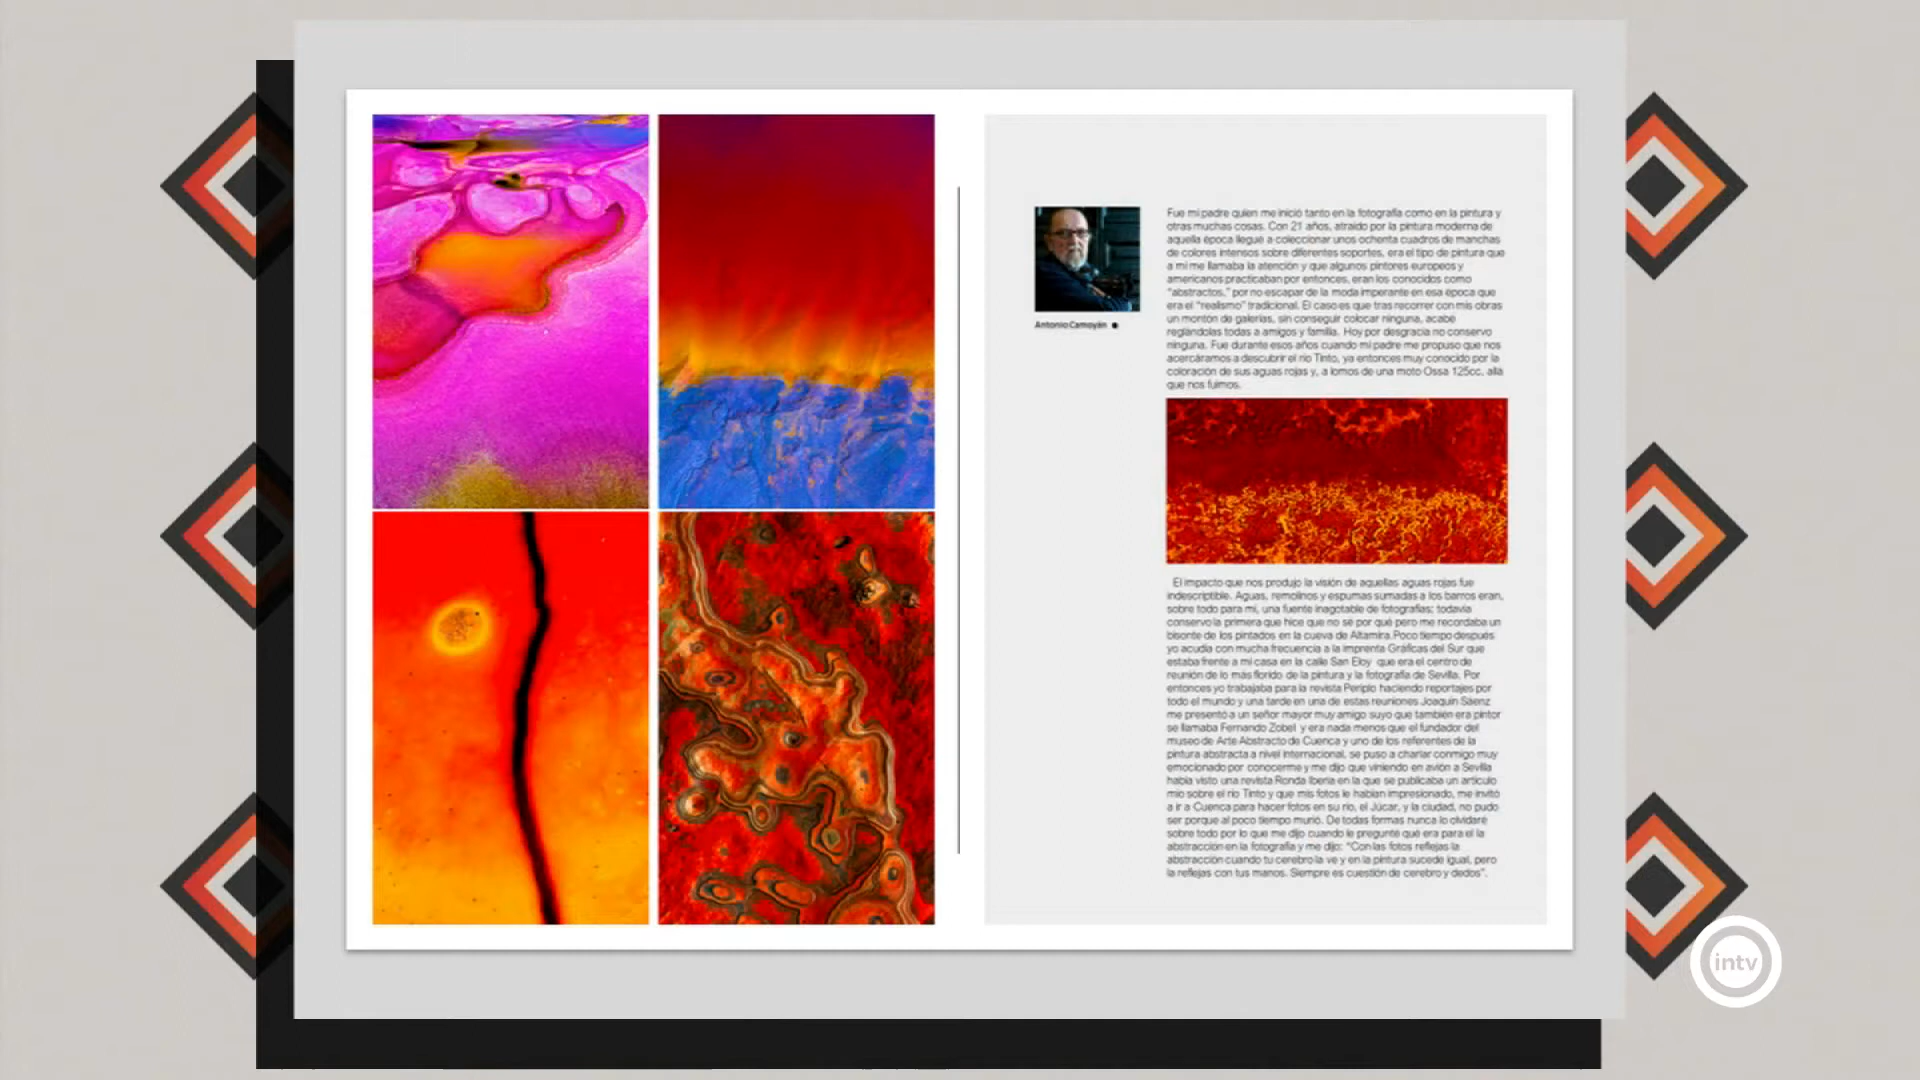 Antonio Camoyán
Fue mi padre quien me inició tanto en la fotografía como en la pintura y
otras muchas cosas. Con 21 años, atraído por la pintura moderna de
aquella época llegué a coleccionar unos ochenta cuadros de manchas
de colores intensos sobre diferentes soportes, era el tipo de pintura que
a mi me llamaba la atención y que algunos pintores europeos y
americanos practicaban por entonces, eran los conocidos como
"abstractos," por no escapar de la moda imperante en esa época que
era el "realismo" tradicional. El caso es que tras recorrer con mis obras
un montón de galerías, sin conseguir colocar ninguna, acabé
reglándolas todas a amigos y familia. Hoy por desgracia no conservo
ninguna. Fue durante esos años cuando mi padre me propuso que nos
acercáramos a descubrir el río Tinto, ya entonces muy conocido por la
coloración de sus aguas rojas y, a lomos de una moto Ossa 125cc. allá
que nos fuimos.
El impacto que nos produjo la visión de aquellas aguas rojas fue
indescriptible. Aguas, remolinos y espumas sumadas a los barros eran,
sobre todo para mí, una fuente inagotable de fotografías; todavía
conservo la primera que hice que no sé por qué pero me recordaba un
bisonte de los pintados en la cueva de Altamira. Poco tiempo después
yo acudía con mucha frecuencia a la imprenta Gráficas del Sur que
estaba frente a mi casa en la calle San Eloy que era el centro de
reunión de lo más florido de la pintura y la fotografía de Sevilla. Por
entonces yo trabajaba para la revista Periplo haciendo reportajes por
todo el mundo y una tarde en una de estas reuniones Joaquín Sáenz
me presentó a un señor mayor muy amigo suyo que también era pintor
se llamaba Fernando Zobel y era nada menos que el fundador del
museo de Arte Abstracto de Cuenca y uno de los referentes de la
pintura abstracta a nivel internacional, se puso a charlar conmigo muy
emocionado por conocerme y me dijo que viniendo en avión a Sevilla
había visto una revista Ronda Iberia en la que se publicaba un artículo
mío sobre el río Tinto y que mis fotos le habían impresionado, me invitó
a ir a Cuenca para hacer fotos en su río, el Júcar, y la ciudad, no pudo
ser porque al poco tiempo murió. De todas formas nunca lo olvidaré
sobre todo por lo que me dijo cuando le pregunté qué era para el la
abstracción en la fotografía y me dijo: "Con las fotos reflejas la
abstracción cuando tu cerebro la ve y en la pintura sucede igual, pero
la reflejas con tus manos. Siempre es cuestión de cerebro y dedos".
intv